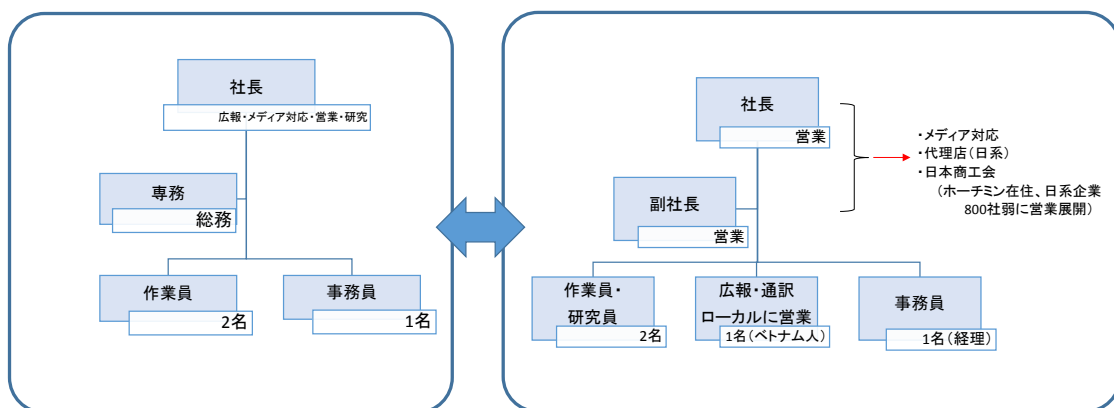 社長
広報・メディア対応・営業・研究
専務
総務
作業員
2名
事務員
1名
社長
営業
副社長
営業
・メディア対応
・代理店(日系)
・日本商工会
(ホーチミン在住、日系企業
800社弱に営業展開)
作業員・
研究員
2名
広報・通訳
ローカルに営業
1名(ベトナム人)
事務員
1名(経理)